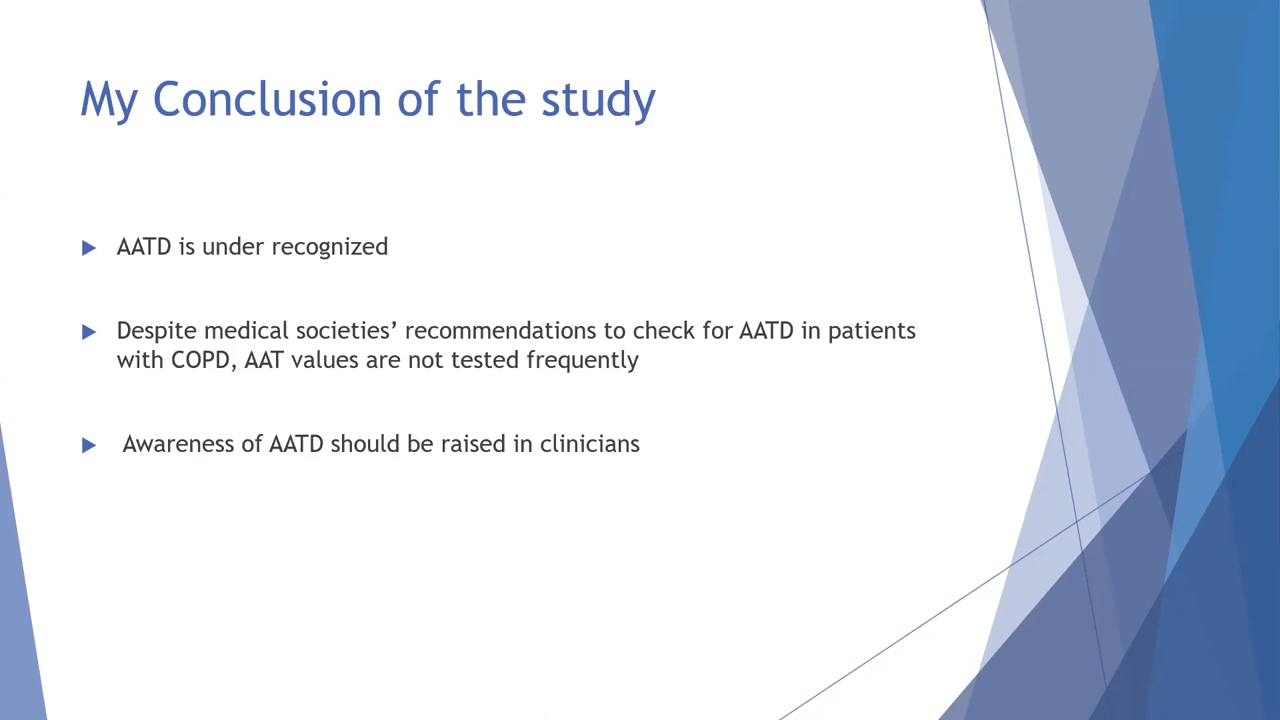 My Conclusion of the study
AATD is under recognized
Despite medical societies’ recommendations to check for AATD in patients
with COPD, AAT values are not tested frequently
Awareness of AATD should be raised in clinicians